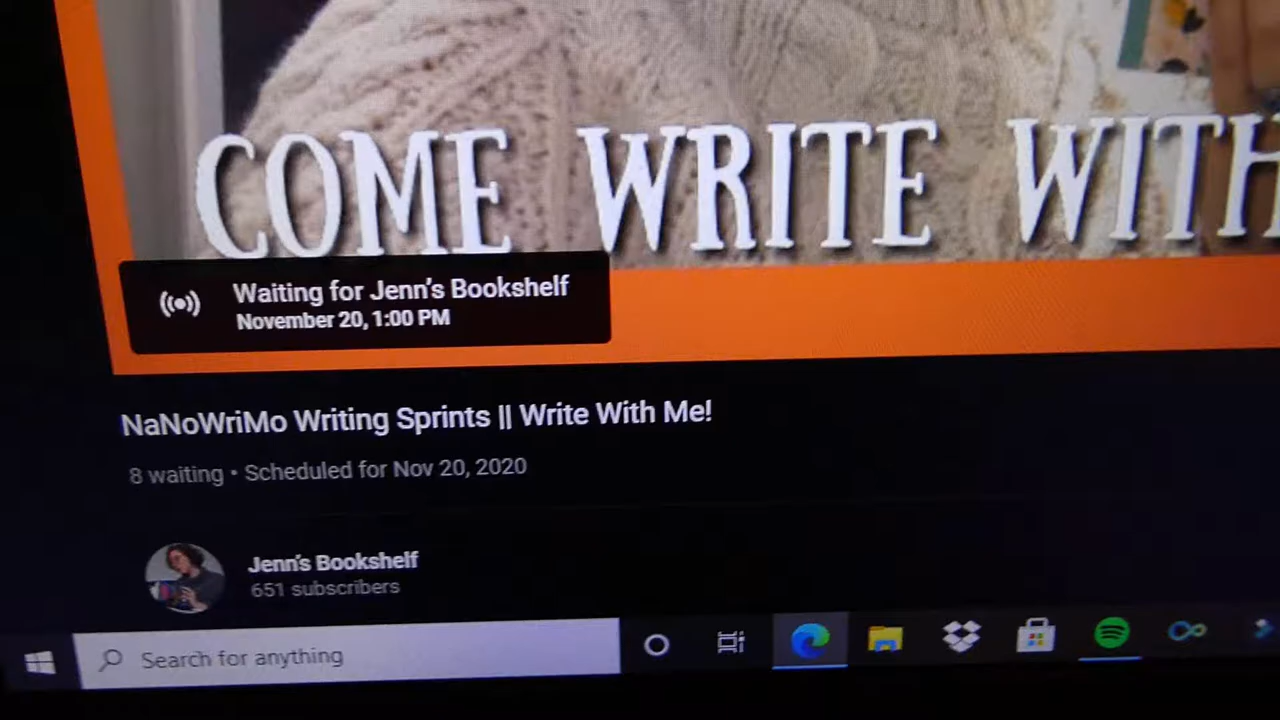 COME WRITE WITH
Waiting for Jenn's Bookshelf
November 20, 1:00 PM
NaNoWriMo Writing Sprints || Write With Me!
8 waiting • Scheduled for Nov 20, 2020
Jenn's Bookshelf
651 subscribers
Search for anything